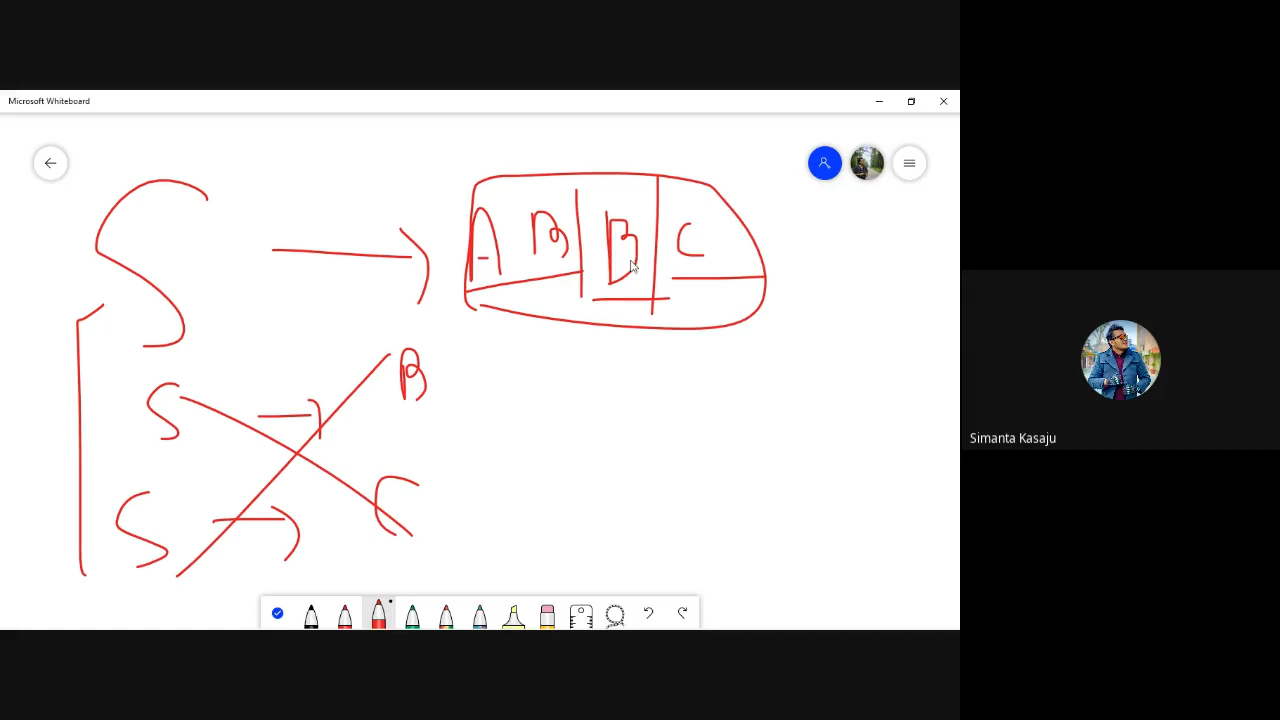 Microsoft Whiteboard
S → A B | B | C
S → B
S → C
Simanta Kasaju